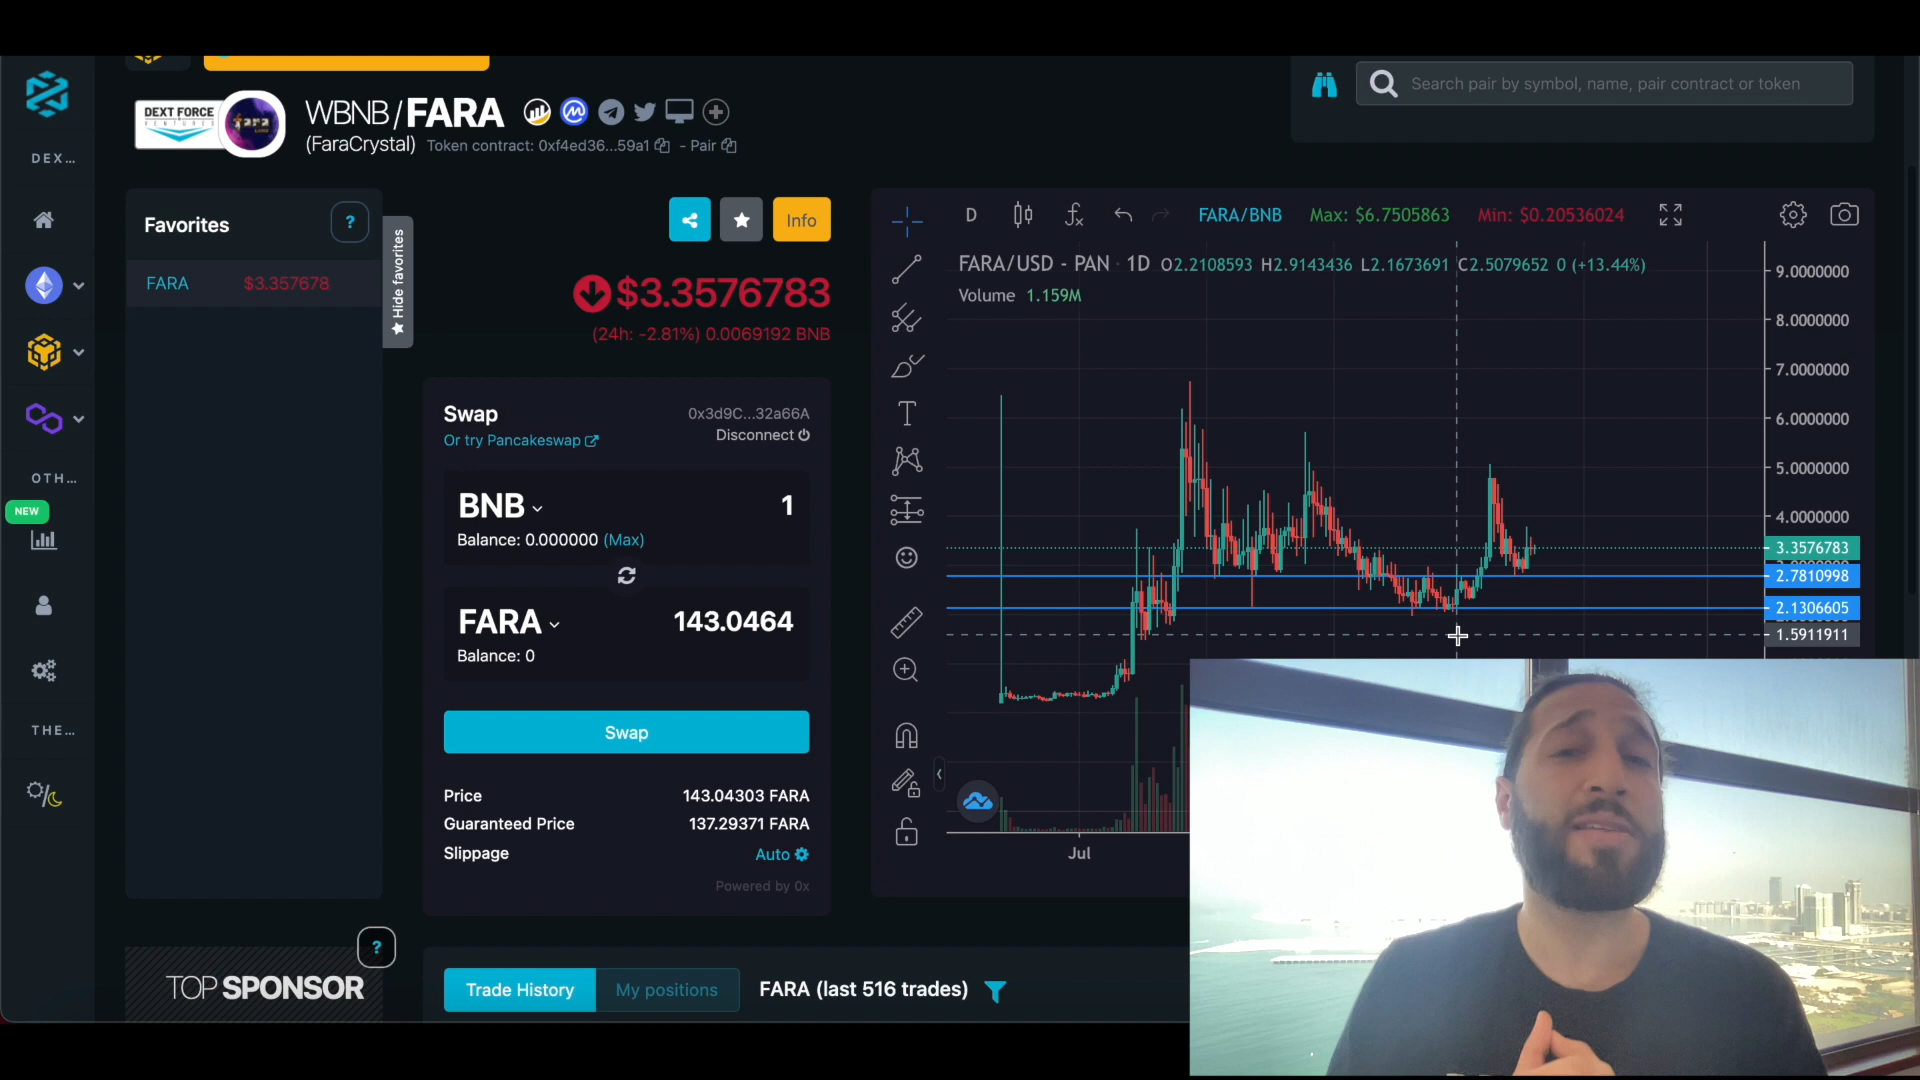 Search pair by symbol, name, pair contract or token
DEXT FORCE
VENTURES
fara
WBNB/FARA
(FaraCrystal)
Token contract: 0xf4ed36...59a1 - Pair
DEX...
Favorites
?
FARA $3.357678
Hide favorites
Info
$3.3576783
(24h: -2.81%) 0.0069192 BNB
Swap
0x3d9C...32a66A
Or try Pancakeswap
Disconnect
BNB
1
Balance: 0.000000 (Max)
FARA
143.0464
Balance: 0
Swap
Price
143.04303 FARA
Guaranteed Price
137.29371 FARA
Slippage
Auto
Powered by 0x
OTH...
NEW
THE...
D
FARA/BNB
Max: $6.7505863
Min: $0.20536024
FARA/USD - PAN · 1D O2.2108593 H2.9143436 L2.1673691 C2.5079652 0 (+13.44%)
Volume 1.159M
9.0000000
8.0000000
7.0000000
6.0000000
5.0000000
4.0000000
3.3576783
2.7810998
2.1306605
1.5911911
Jul
?
TOP SPONSOR
Trade History
My positions
FARA (last 516 trades)